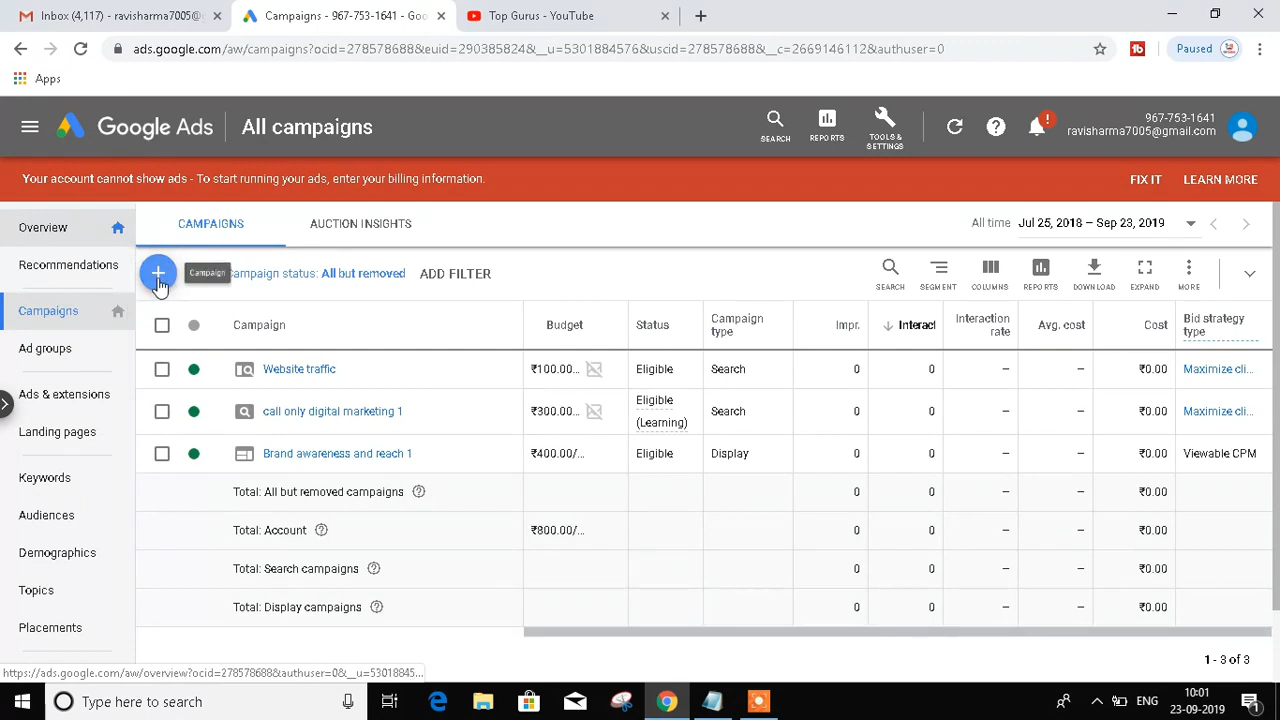 Inbox (4,117) - ravisharma7005@
Campaigns - 967-753-1641 - Goo
Top Gurus - YouTube
ads.google.com/aw/campaigns?ocid=278578688&euid=290385824&__u=5301884576&uscid=278578688&__c=2669146112&authuser=0
Paused
Apps
Google Ads
All campaigns
SEARCH
REPORTS
TOOLS & SETTINGS
967-753-1641
ravisharma7005@gmail.com
Your account cannot show ads - To start running your ads, enter your billing information.
FIX IT
LEARN MORE
Overview
Recommendations
Campaigns
Ad groups
Ads & extensions
Landing pages
Keywords
Audiences
Demographics
Topics
Placements
CAMPAIGNS
AUCTION INSIGHTS
All time
Jul 25, 2018 – Sep 23, 2019
Campaign
Campaign status: All but removed
ADD FILTER
SEARCH
SEGMENT
COLUMNS
REPORTS
DOWNLOAD
EXPAND
MORE
Campaign
Budget
Status
Campaign type
Impr.
Interact
Interaction rate
Avg. cost
Cost
Bid strategy type
Website traffic
₹100.00...
Eligible
Search
0
0
–
–
₹0.00
Maximize cli...
call only digital marketing 1
₹300.00...
Eligible (Learning)
Search
0
0
–
–
₹0.00
Maximize cli...
Brand awareness and reach 1
₹400.00/...
Eligible
Display
0
0
–
–
₹0.00
Viewable CPM
Total: All but removed campaigns
0
0
–
–
₹0.00
Total: Account
₹800.00/...
0
0
–
–
₹0.00
Total: Search campaigns
0
0
–
–
₹0.00
Total: Display campaigns
0
0
–
–
₹0.00
1 - 3 of 3
https://ads.google.com/aw/overview?ocid=278578688&authuser=0&__u=53018845...
Type here to search
ENG
10:01
23-09-2019